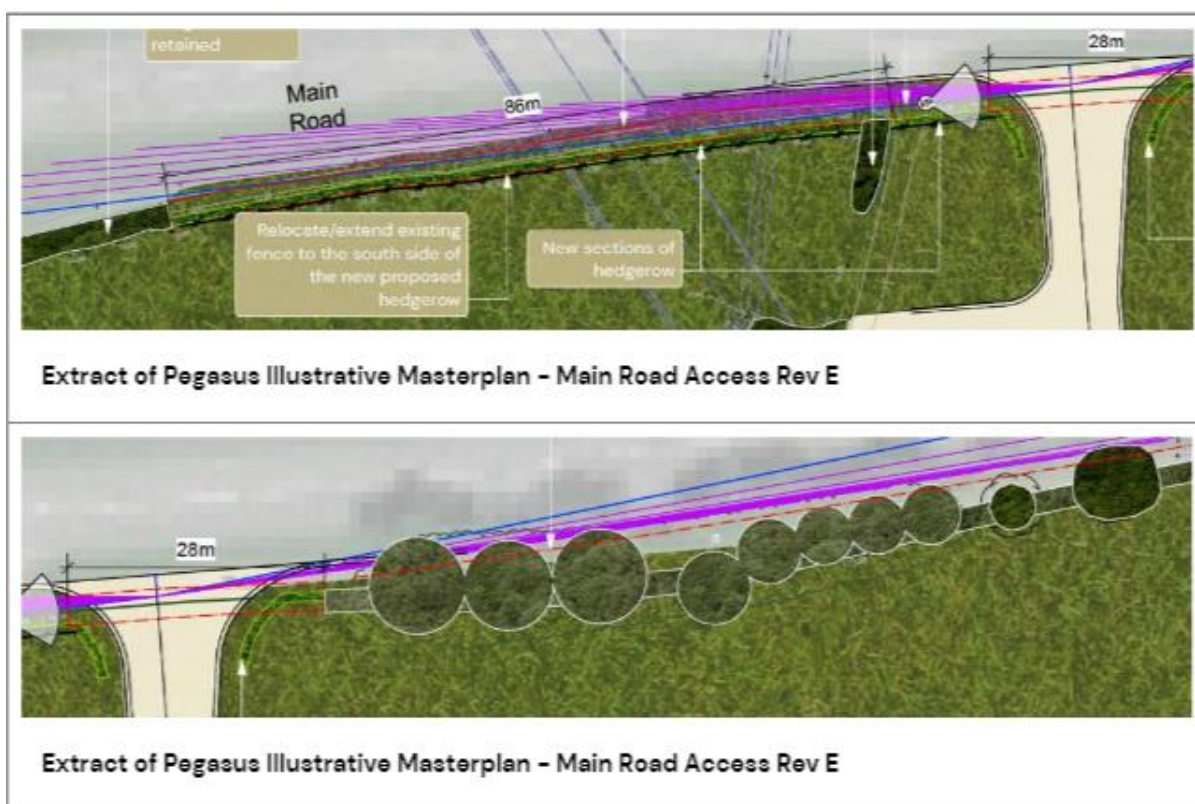 retained
28m
Main
Road
86m
Relocate/extend existing
fence to the south side of
the new proposed
hedgerow
New sections of
hedgerow
Extract of Pegasus Illustrative Masterplan – Main Road Access Rev E
28m
Extract of Pegasus Illustrative Masterplan – Main Road Access Rev E